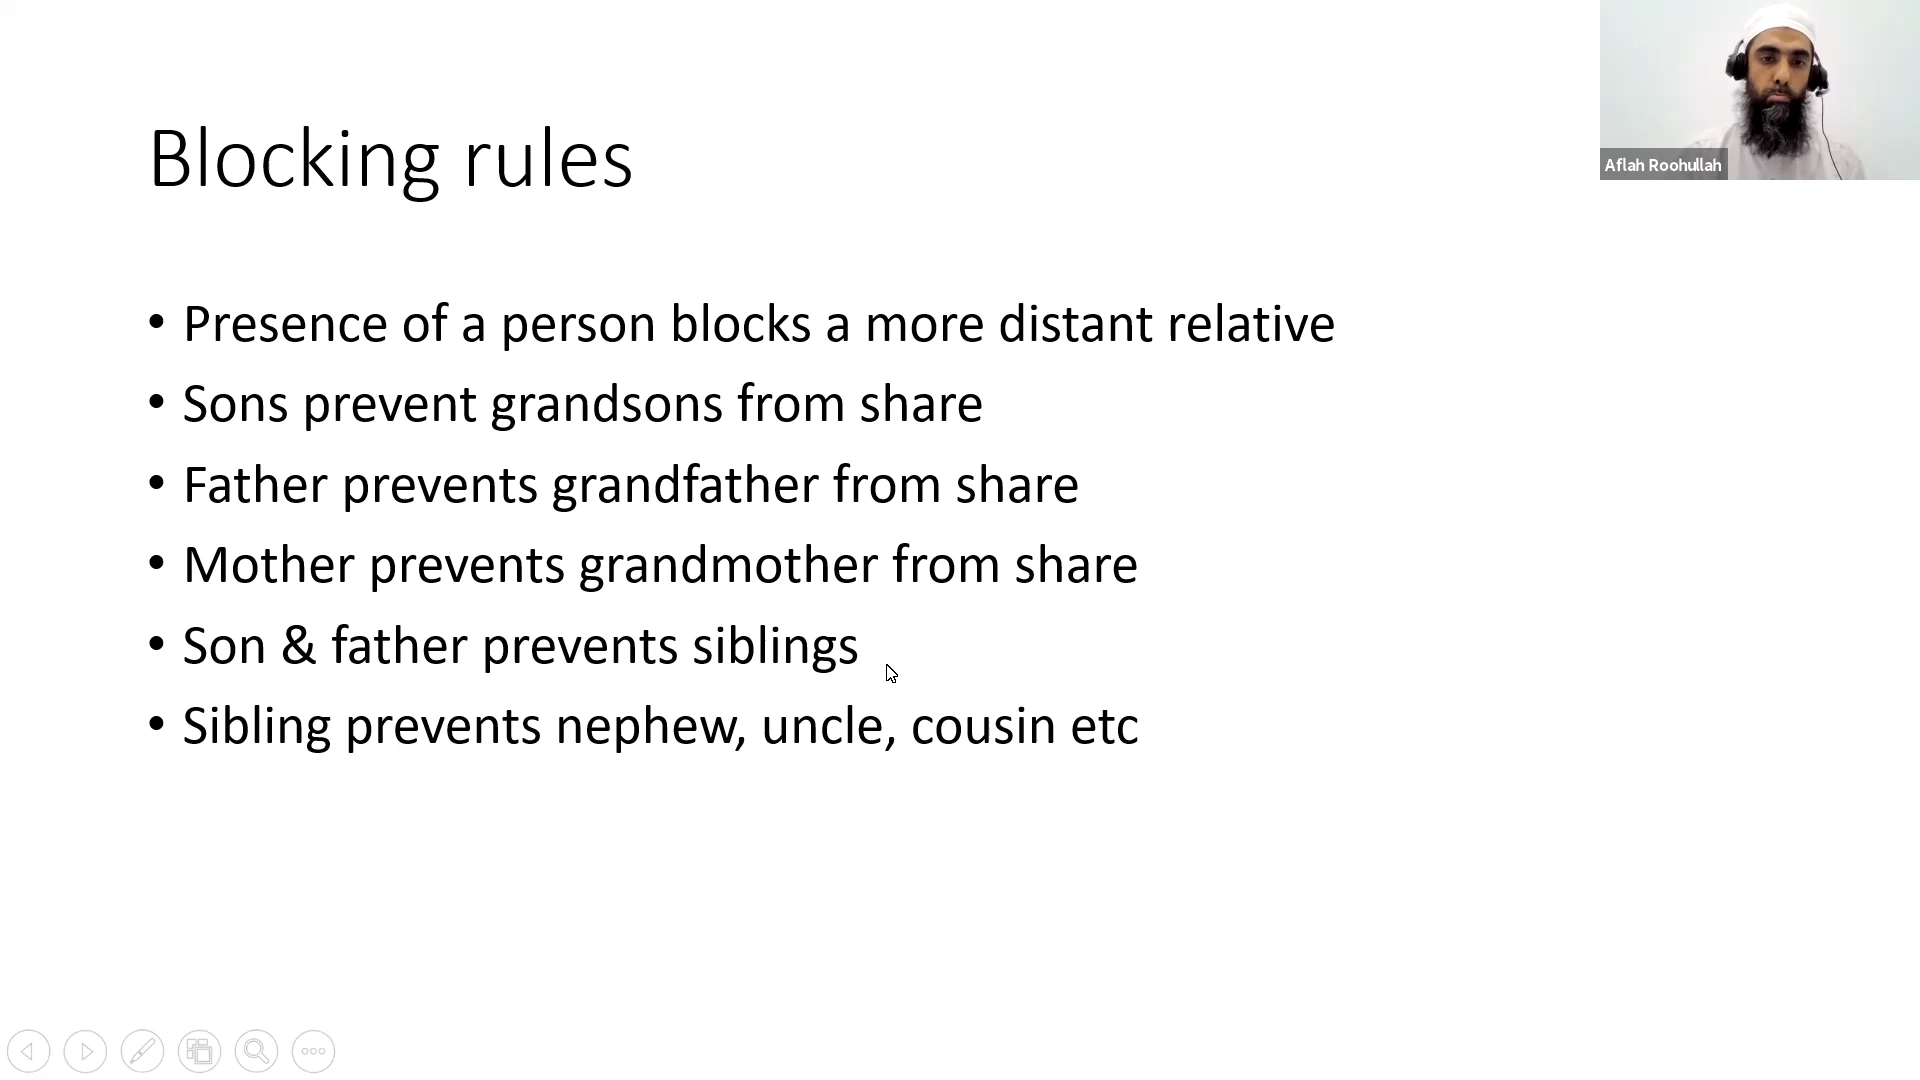 Blocking rules
• Presence of a person blocks a more distant relative
• Sons prevent grandsons from share
• Father prevents grandfather from share
• Mother prevents grandmother from share
• Son & father prevents siblings
• Sibling prevents nephew, uncle, cousin etc
Aflah Roohullah